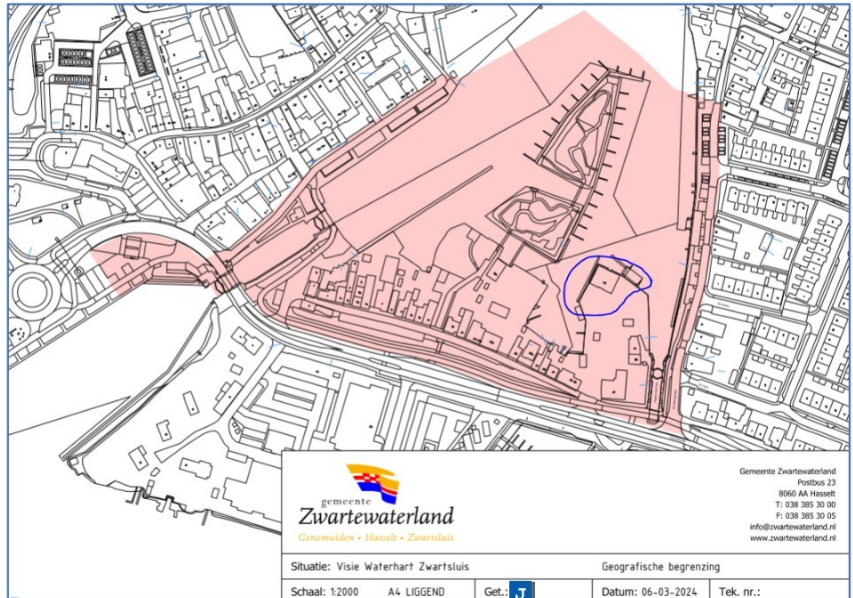 gemeente
Zwartewaterland
Genemuiden • Hasselt • Zwartsluis
Gemeente Zwartewaterland
Postbus 23
8060 AA Hasselt
T: 038 385 30 00
F: 038 385 30 05
info@zwartewaterland.nl
www.zwartewaterland.nl
Situatie: Visie Waterhart Zwartsluis
Geografische begrenzing
Schaal: 1:2000
A4 LIGGEND
Get.: J
Datum: 06-03-2024
Tek. nr.: